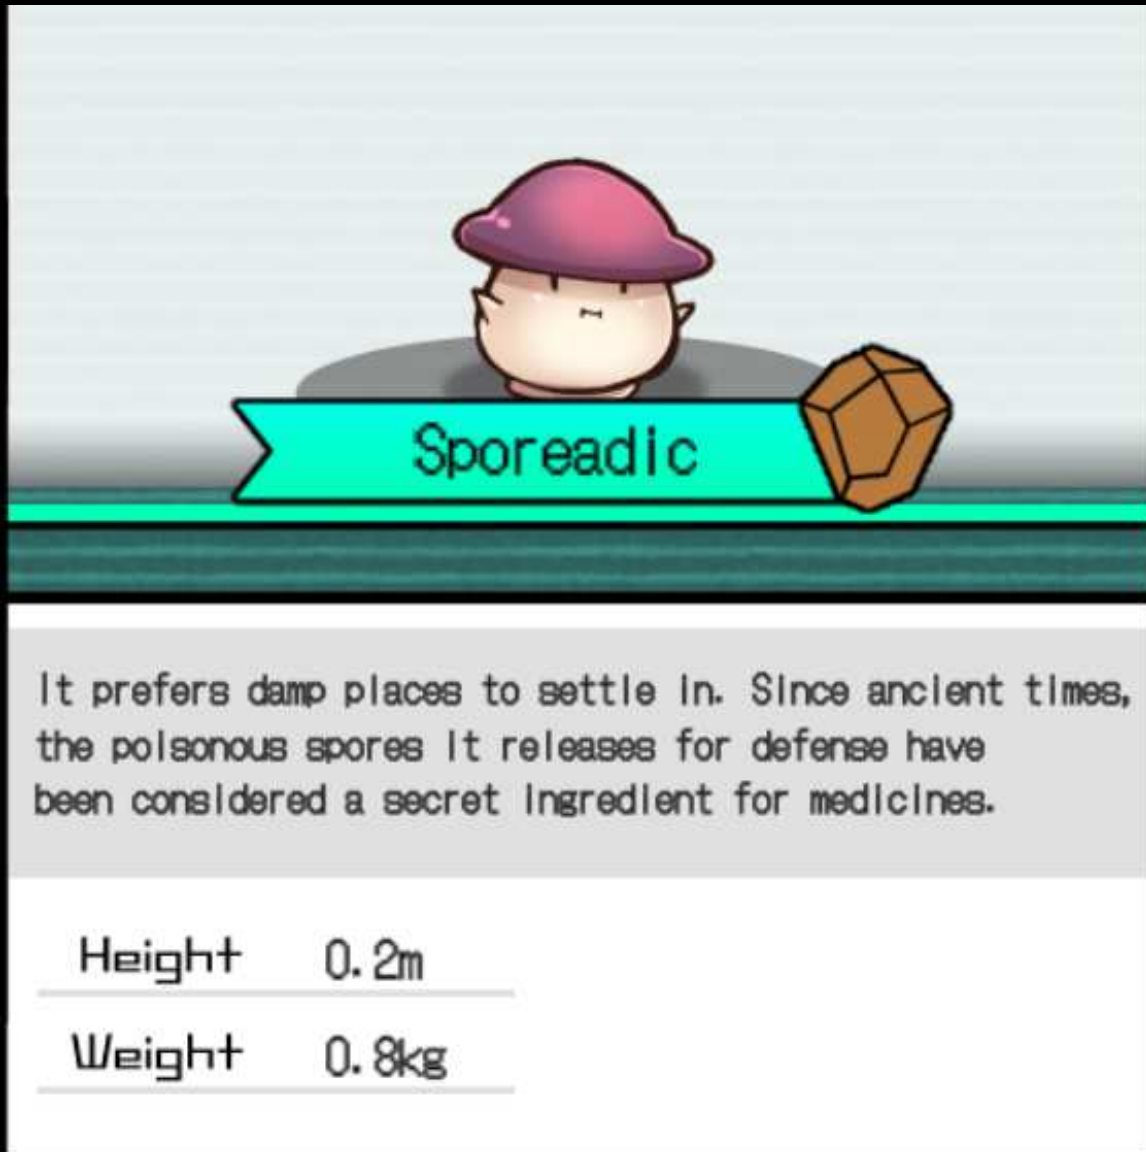 Sporeadic
It prefers damp places to settle in. Since ancient times,
the poisonous spores it releases for defense have
been considered a secret ingredient for medicines.
Height 0.2m
Weight 0.8kg